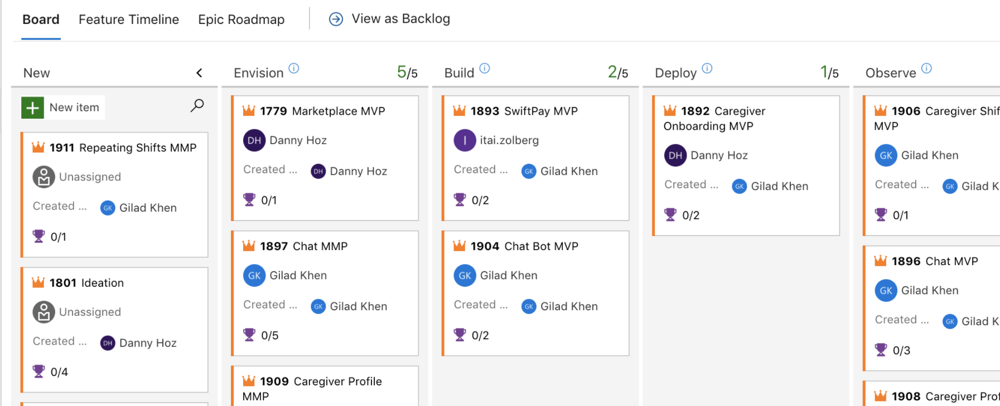 Board Feature Timeline Epic Roadmap View as Backlog
New
New item
1911 Repeating Shifts MMP
Unassigned
Created ... GK Gilad Khen
0/1
1801 Ideation
Unassigned
Created ... DH Danny Hoz
0/4
Envision 5/5
1779 Marketplace MVP
DH Danny Hoz
Created ... DH Danny Hoz
0/1
1897 Chat MMP
GK Gilad Khen
Created ... GK Gilad Khen
0/5
1909 Caregiver Profile
MMP
Build 2/5
1893 SwiftPay MVP
I itai.zolberg
Created ... GK Gilad Khen
0/2
1904 Chat Bot MVP
GK Gilad Khen
Created ... GK Gilad Khen
0/2
Deploy 1/5
1892 Caregiver
Onboarding MVP
DH Danny Hoz
Created ... GK Gilad Khen
0/2
Observe
1906 Caregiver Shif
MVP
GK Gilad Khen
Created ... GK Gilad K
0/1
1896 Chat MVP
GK Gilad Khen
Created ... GK Gilad K
0/3
1908 Caregiver Prof